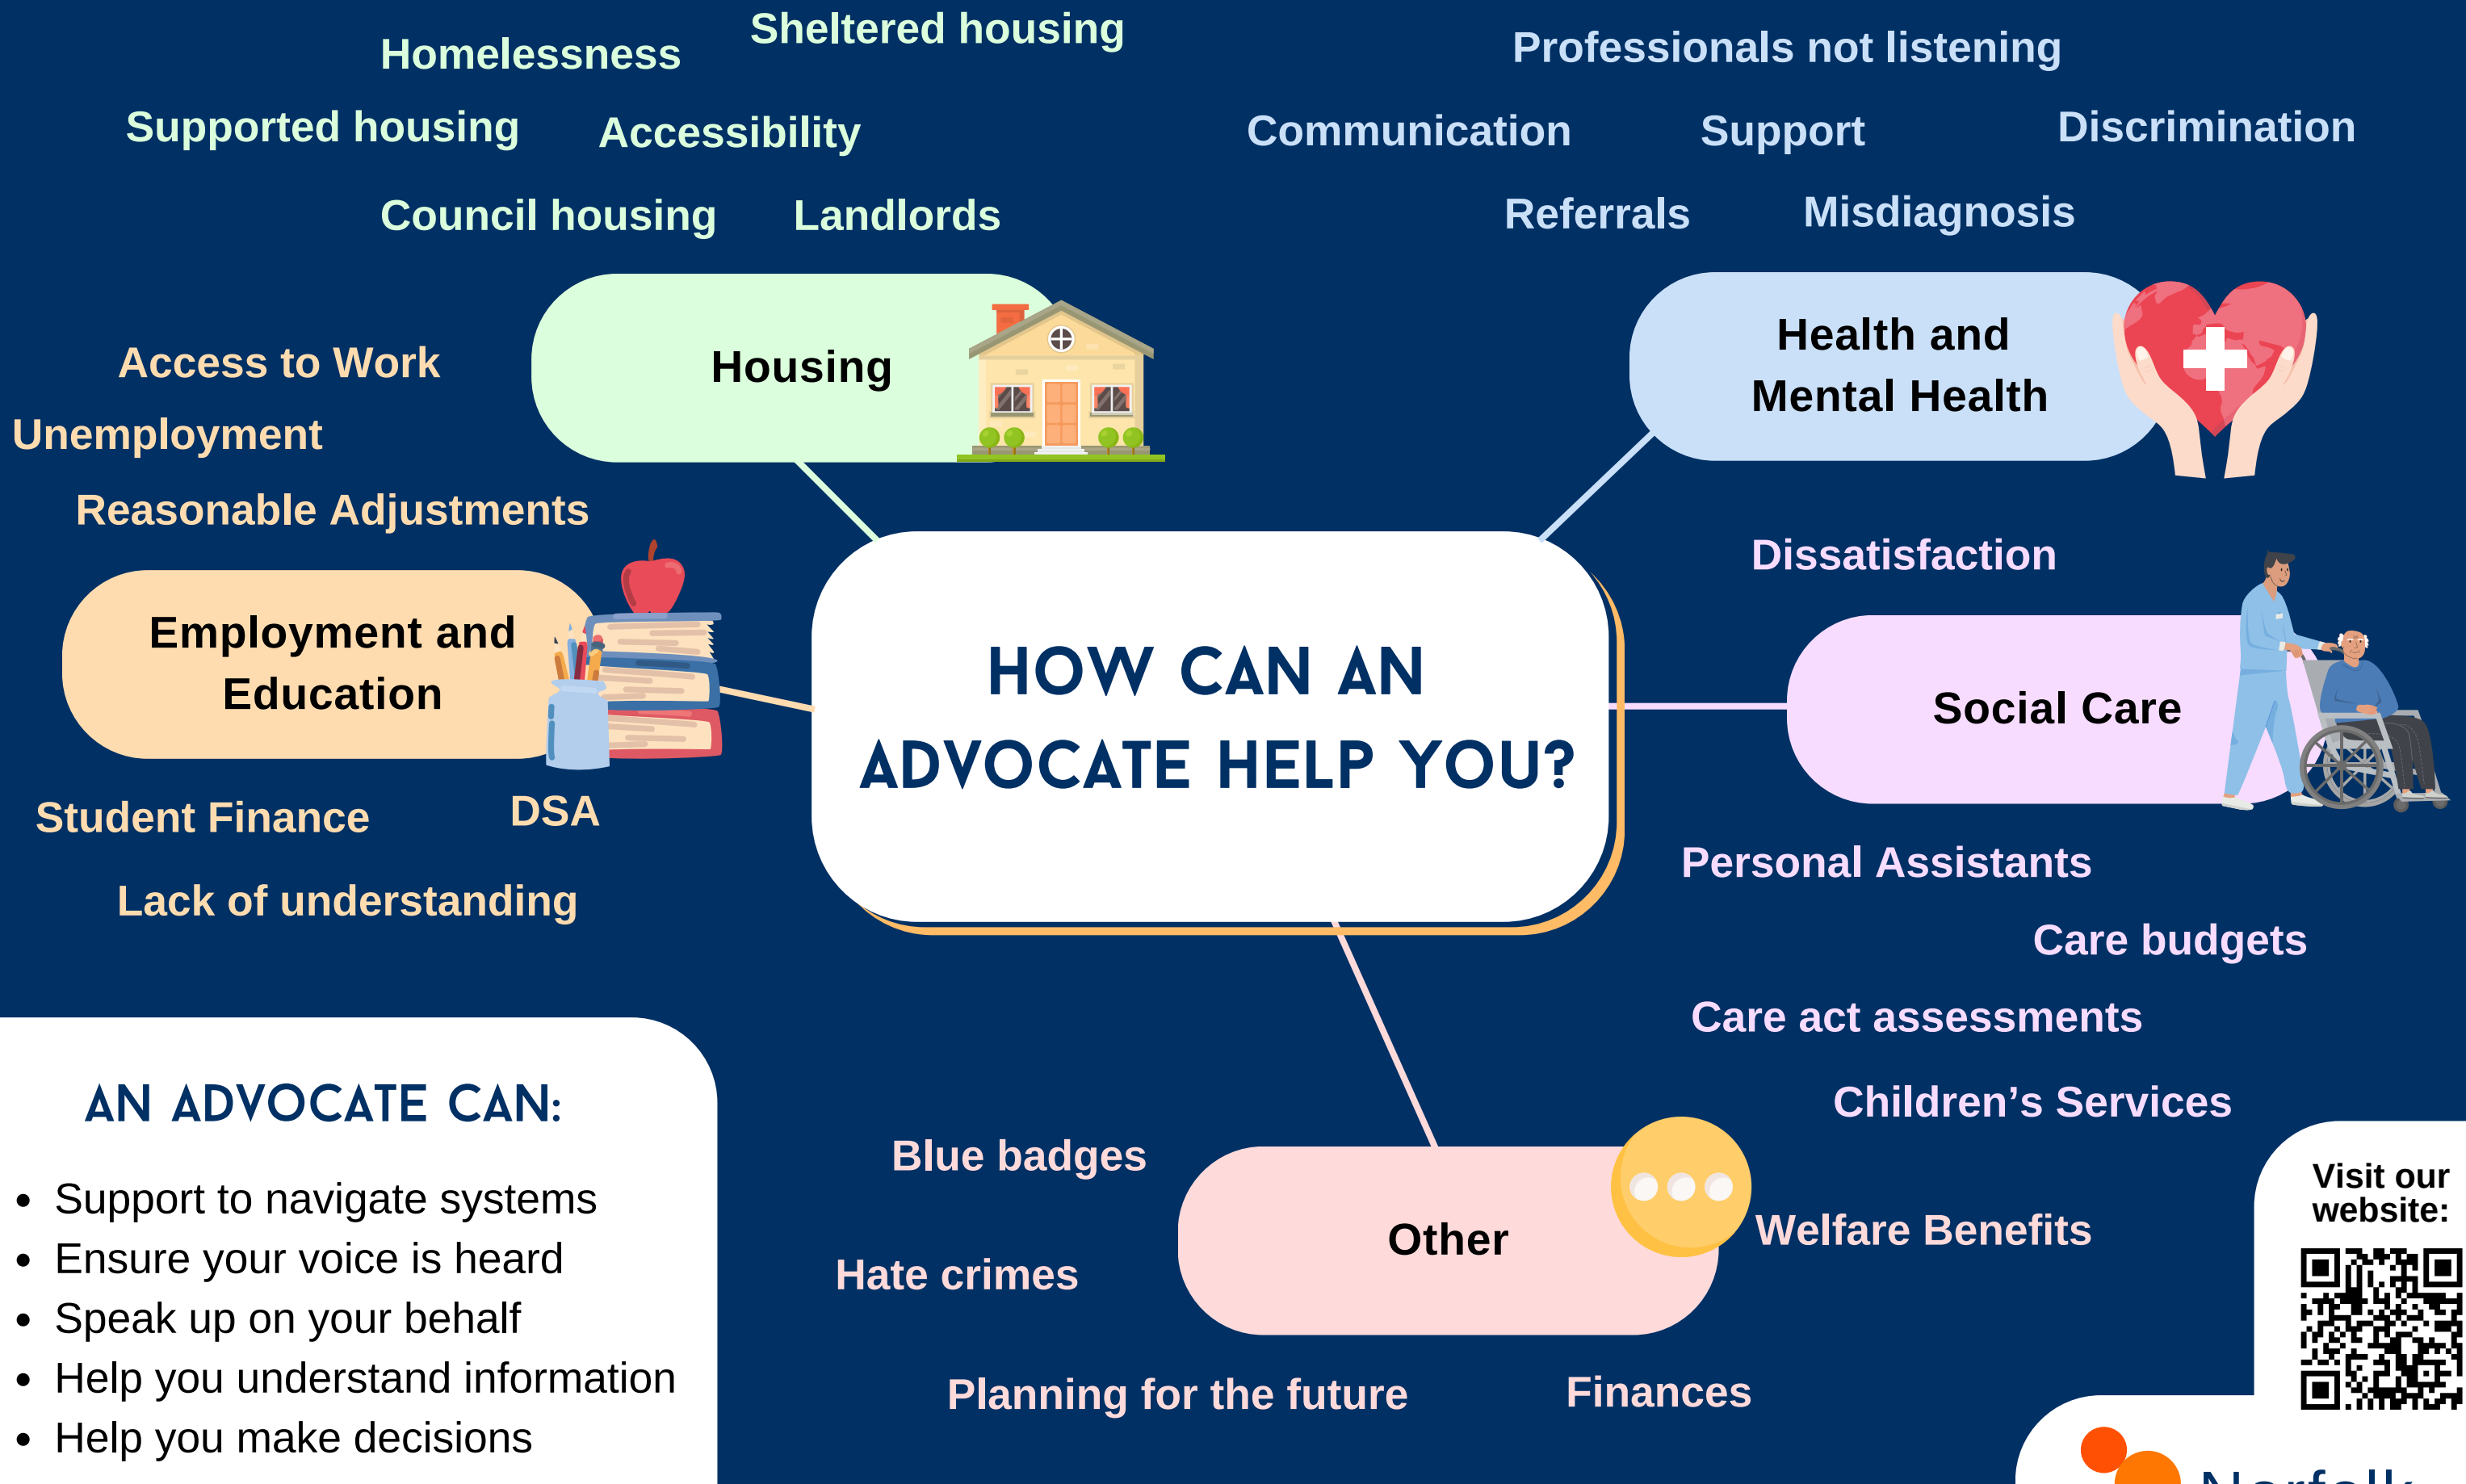 Sheltered housing
Homelessness
Supported housing
Accessibility
Council housing
Landlords
Housing
Professionals not listening
Communication
Support
Discrimination
Referrals
Misdiagnosis
Health and
Mental Health
Access to Work
Unemployment
Reasonable Adjustments
Employment and
Education
Student Finance
DSA
Lack of understanding
HOW CAN AN
ADVOCATE HELP YOU?
Dissatisfaction
Social Care
Personal Assistants
Care budgets
Care act assessments
Children’s Services
Blue badges
Other
Welfare Benefits
Hate crimes
Planning for the future
Finances
AN ADVOCATE CAN:
• Support to navigate systems
• Ensure your voice is heard
• Speak up on your behalf
• Help you understand information
• Help you make decisions
Visit our
website:
Norfolk